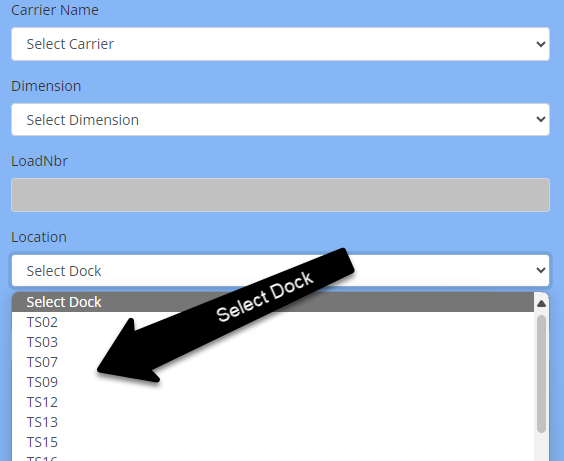 Carrier Name
Select Carrier
Dimension
Select Dimension
LoadNbr
Location
Select Dock
Select Dock
Select Dock
TS02
TS03
TS07
TS09
TS12
TS13
TS15
TS16